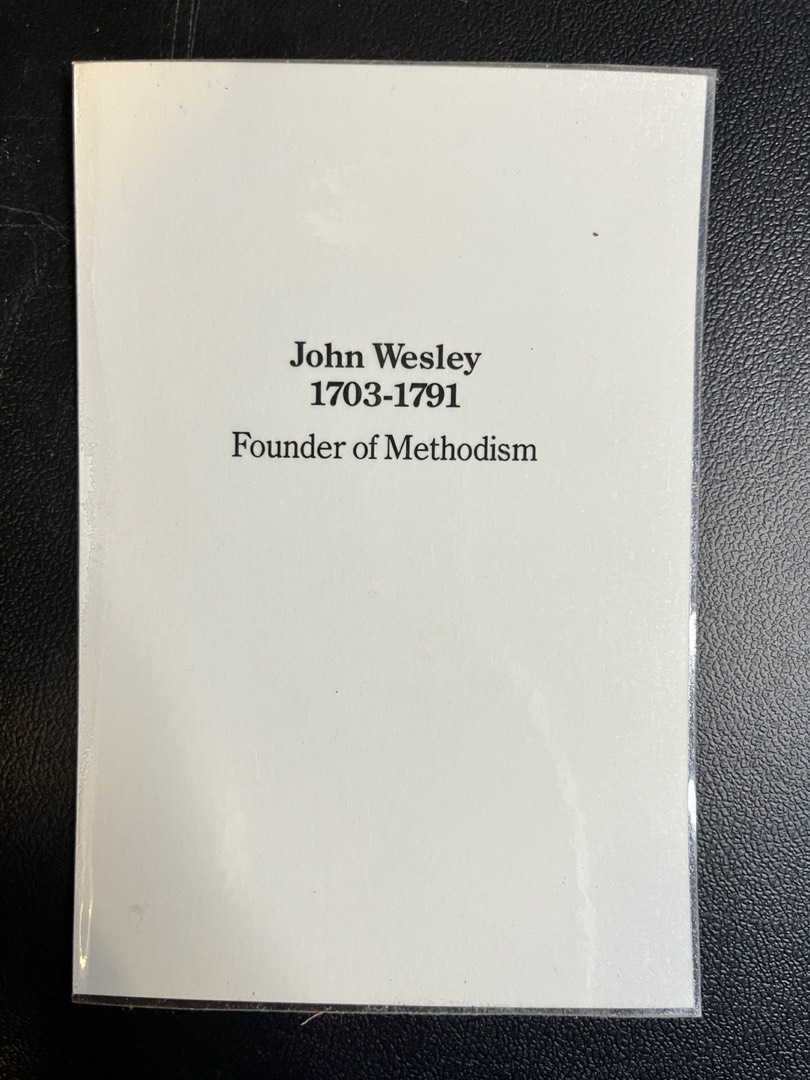 John Wesley
1703-1791
Founder of Methodism